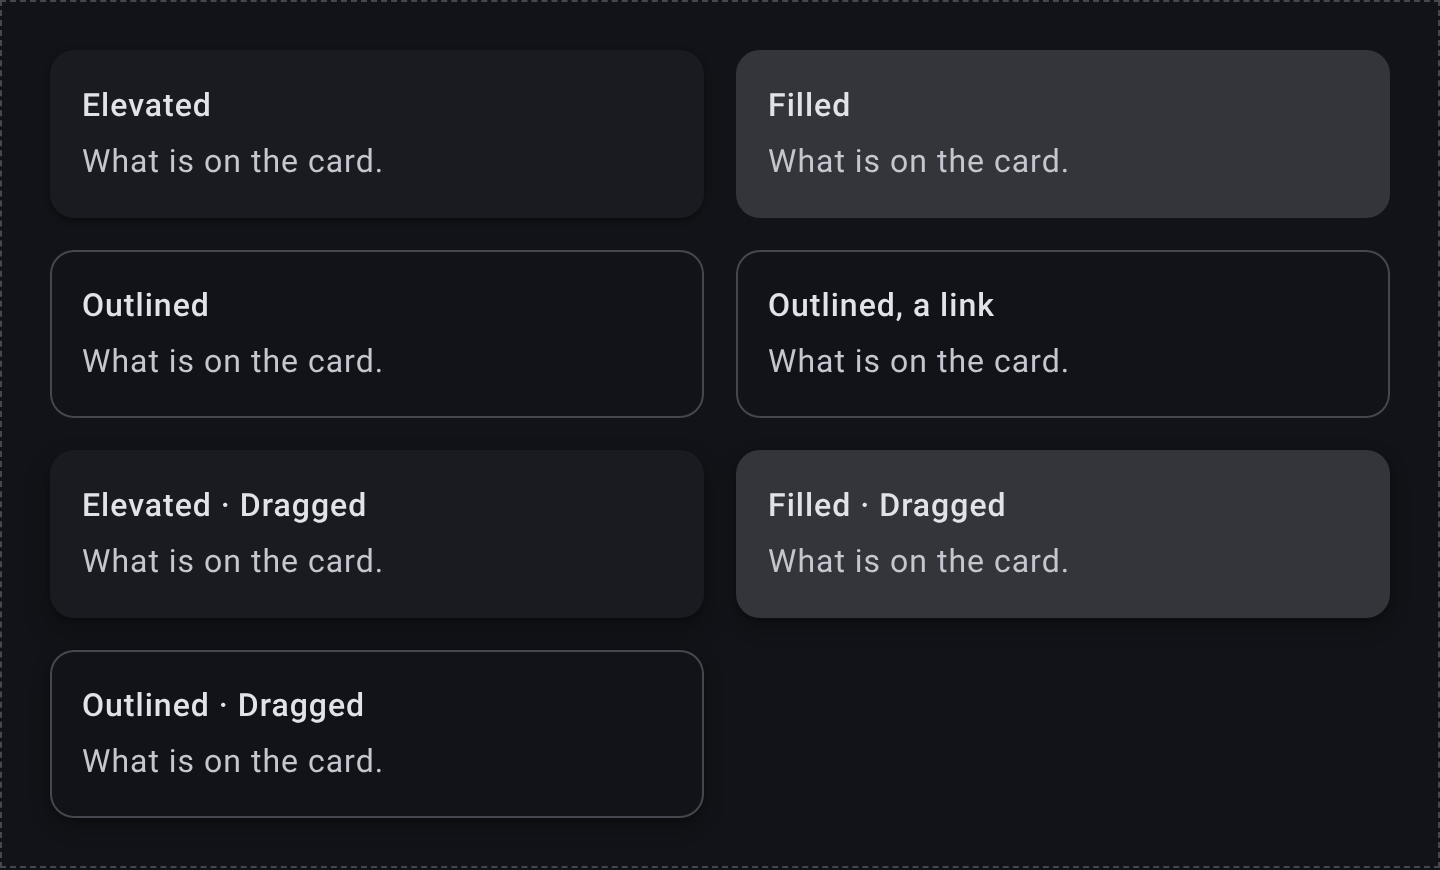 Elevated
What is on the card.
Filled
What is on the card.
Outlined
What is on the card.
Outlined, a link
What is on the card.
Elevated · Dragged
What is on the card.
Filled · Dragged
What is on the card.
Outlined · Dragged
What is on the card.